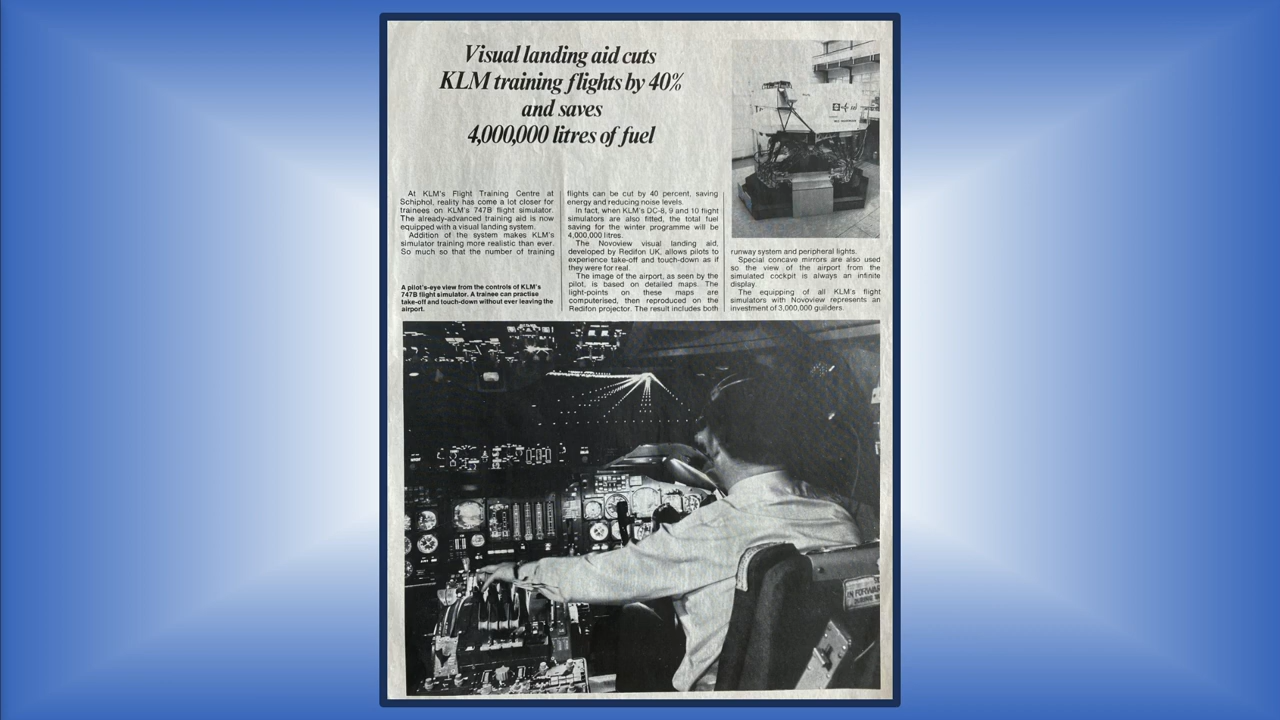 Visual landing aid cuts
KLM training flights by 40%
and saves
4,000,000 litres of fuel
At KLM's Flight Training Centre at
Schiphol, reality has come a lot closer for
trainees on KLM's 747B flight simulator.
The already-advanced training aid is now
equipped with a visual landing system.
Addition of the system makes KLM's
simulator training more realistic than ever.
So much so that the number of training
flights can be cut by 40 percent, saving
energy and reducing noise levels.
In fact, when KLM's DC-8, 9 and 10 flight
simulators are also fitted, the total fuel
saving for the winter programme will be
4,000,000 litres.
The Novoview visual landing aid,
developed by Redifon UK, allows pilots to
experience take-off and touch-down as if
they were for real.
The image of the airport, as seen by the
pilot, is based on detailed maps. The
light-points on these maps are
computerised, then reproduced on the
Redifon projector. The result includes both
runway system and peripheral lights.
Special concave mirrors are also used
so the view of the airport from the
simulated cockpit is always an infinite
display.
The equipping of all KLM's flight
simulators with Novoview represents an
investment of 3,000,000 guilders.
A pilot's-eye view from the controls of KLM's
747B flight simulator. A trainee can practise
take-off and touch-down without ever leaving the
airport.
IN FORWAR
DURING